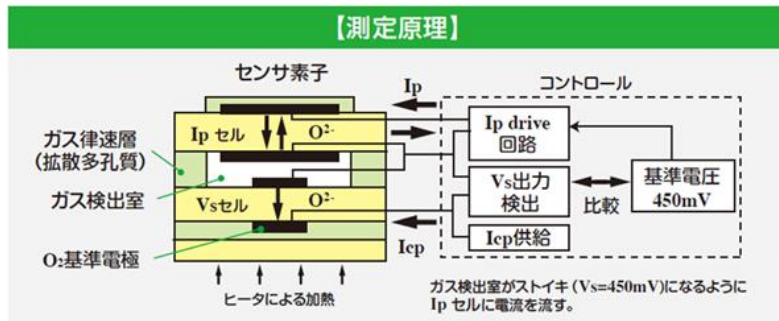 【測定原理】
センサ素子
Ip
コントロール
ガス律速層
(拡散多孔質)
Ip セル
O²⁻
Ip drive
回路
ガス検出室
Vsセル
O²⁻
Vs出力
検出
比較
基準電圧
450mV
O₂基準電極
Icp
Icp供給
ヒータによる加熱
ガス検出室がストイキ（Vs=450mV）になるように
Ip セルに電流を流す。